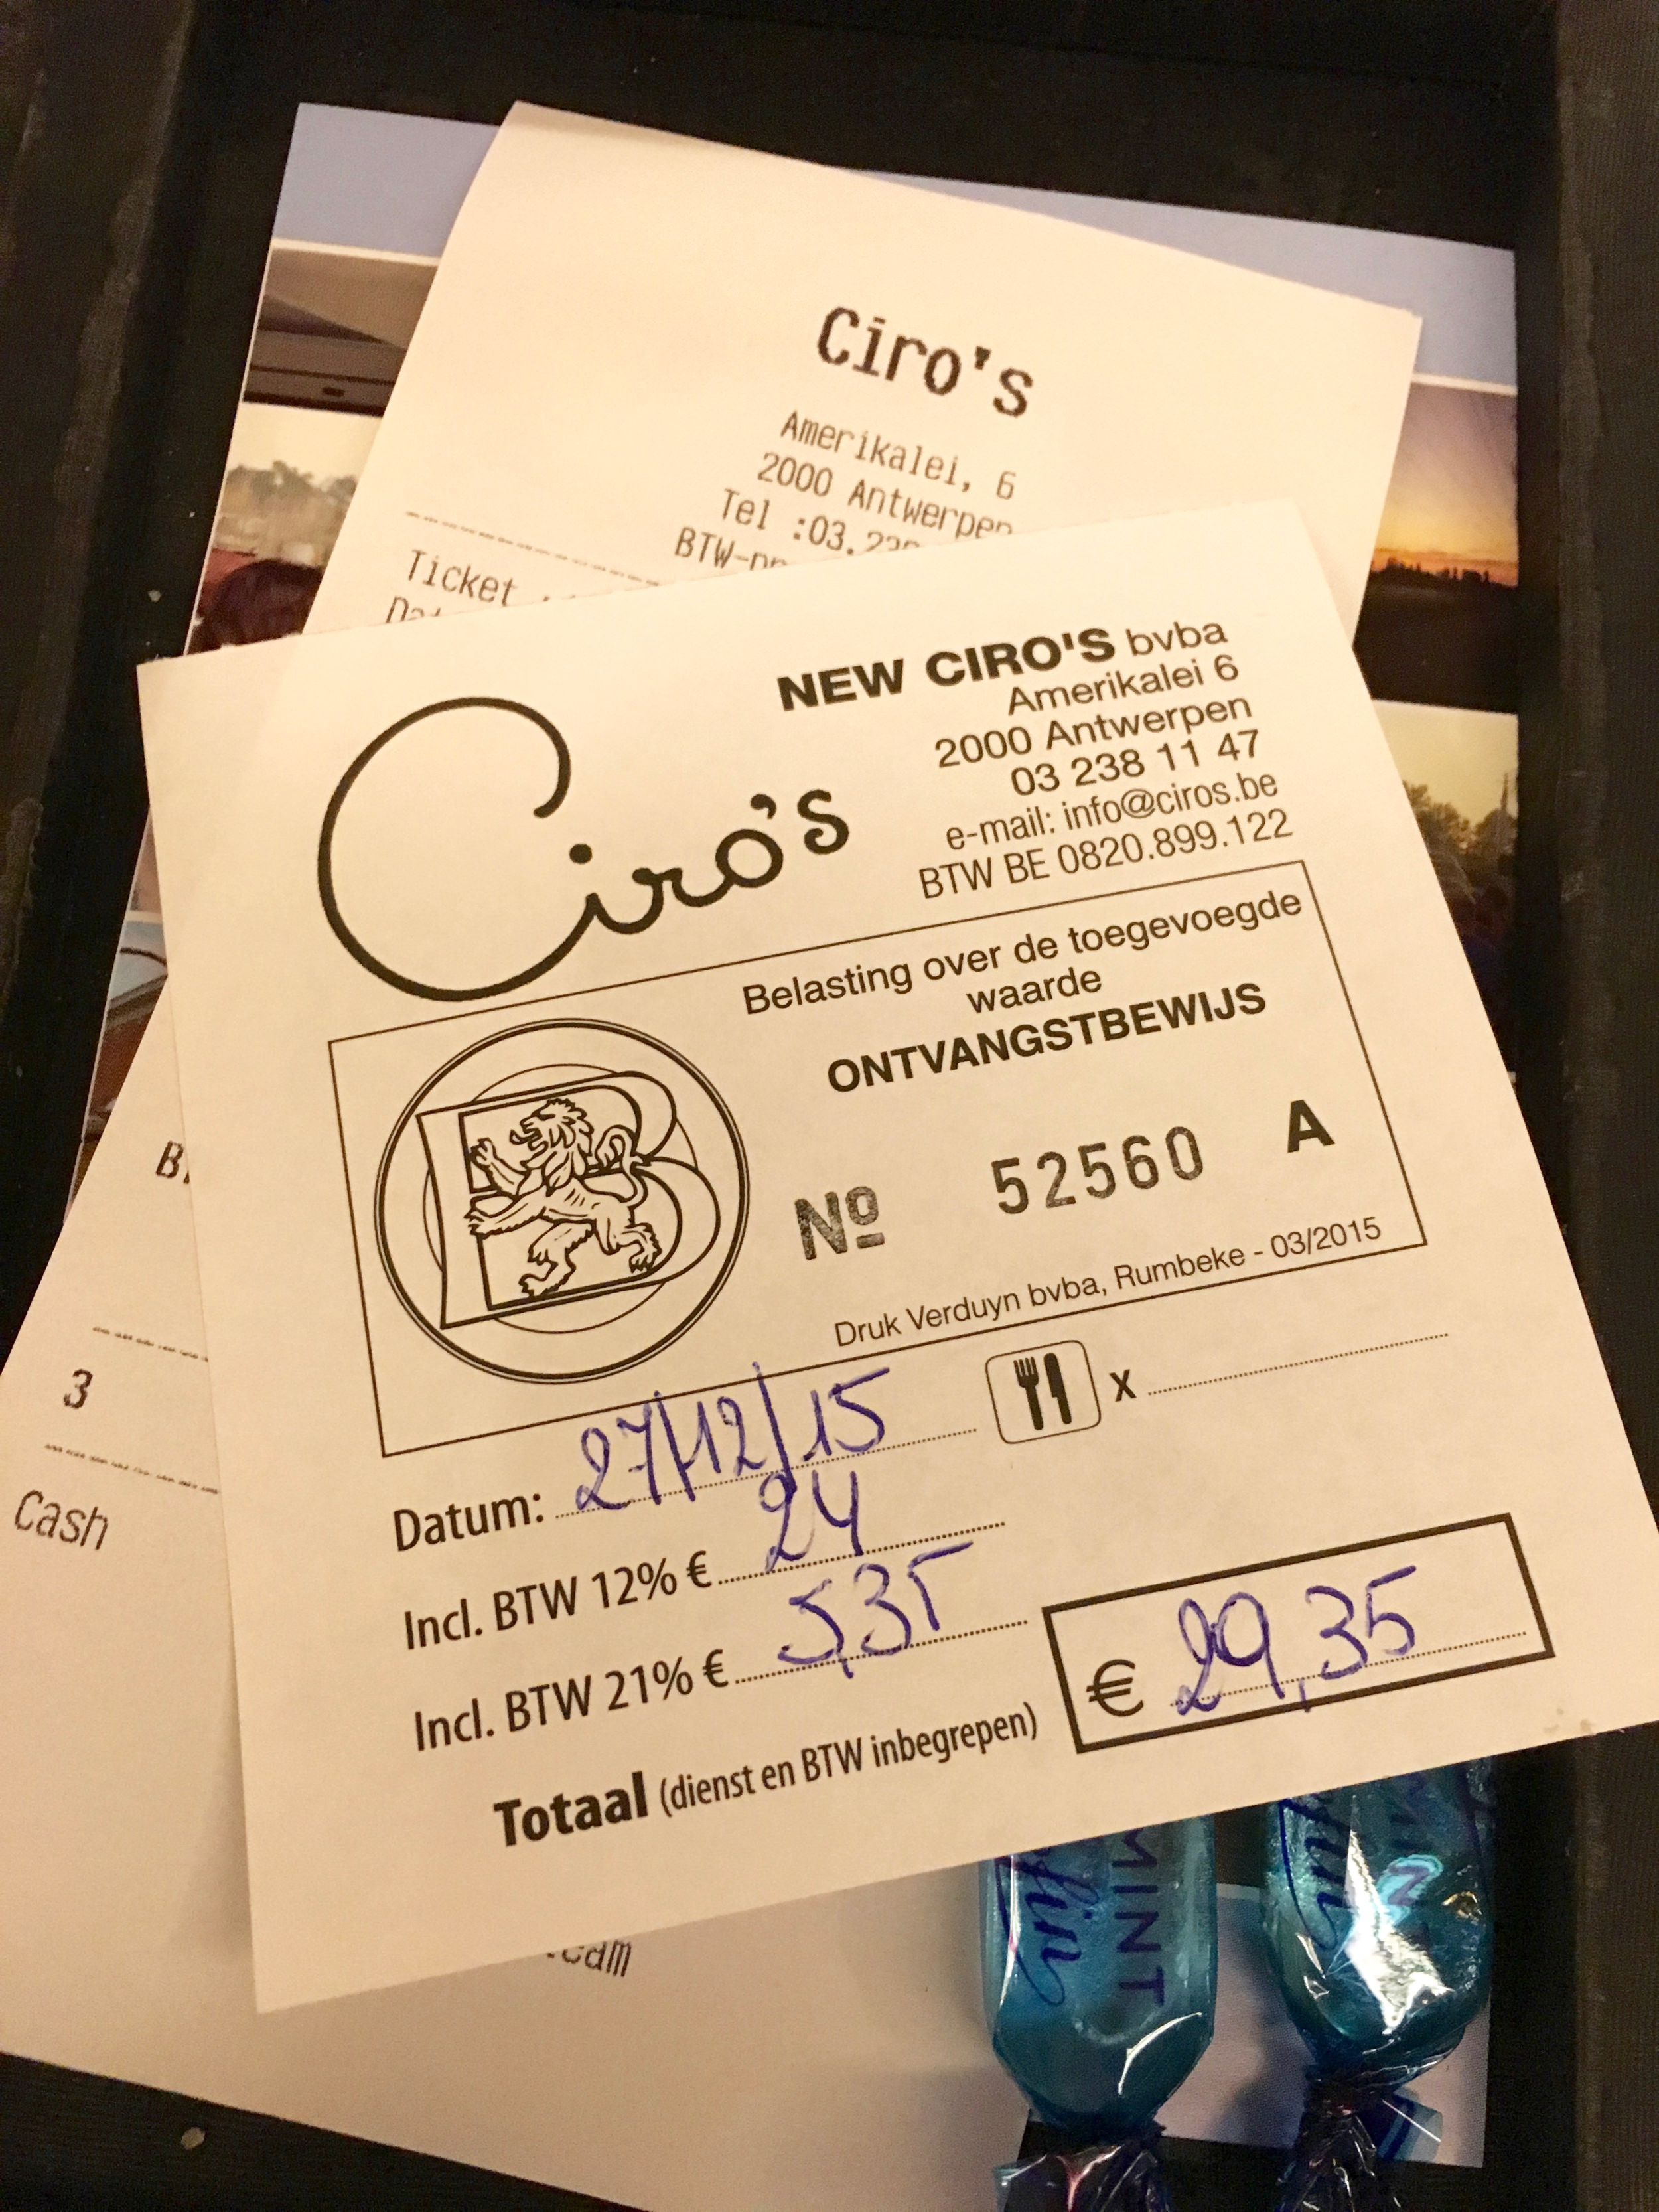 Ciro's
Amerikalei, 6
2000 Antwerpen
Tel :03.
Ticket
NEW CIRO'S bvba
Amerikalei 6
2000 Antwerpen
03 238 11 47
e-mail: info@ciros.be
BTW BE 0820.899.122
Ciro's
Belasting over de toegevoegde
waarde
ONTVANGSTBEWIJS
Nº 52560 A
Druk Verduyn bvba, Rumbeke - 03/2015
x
Datum: 27/12/15
Incl. BTW 12% € 24
Incl. BTW 21% € 5,35
Totaal (dienst en BTW inbegrepen) € 29,35
3
Cash
MINT